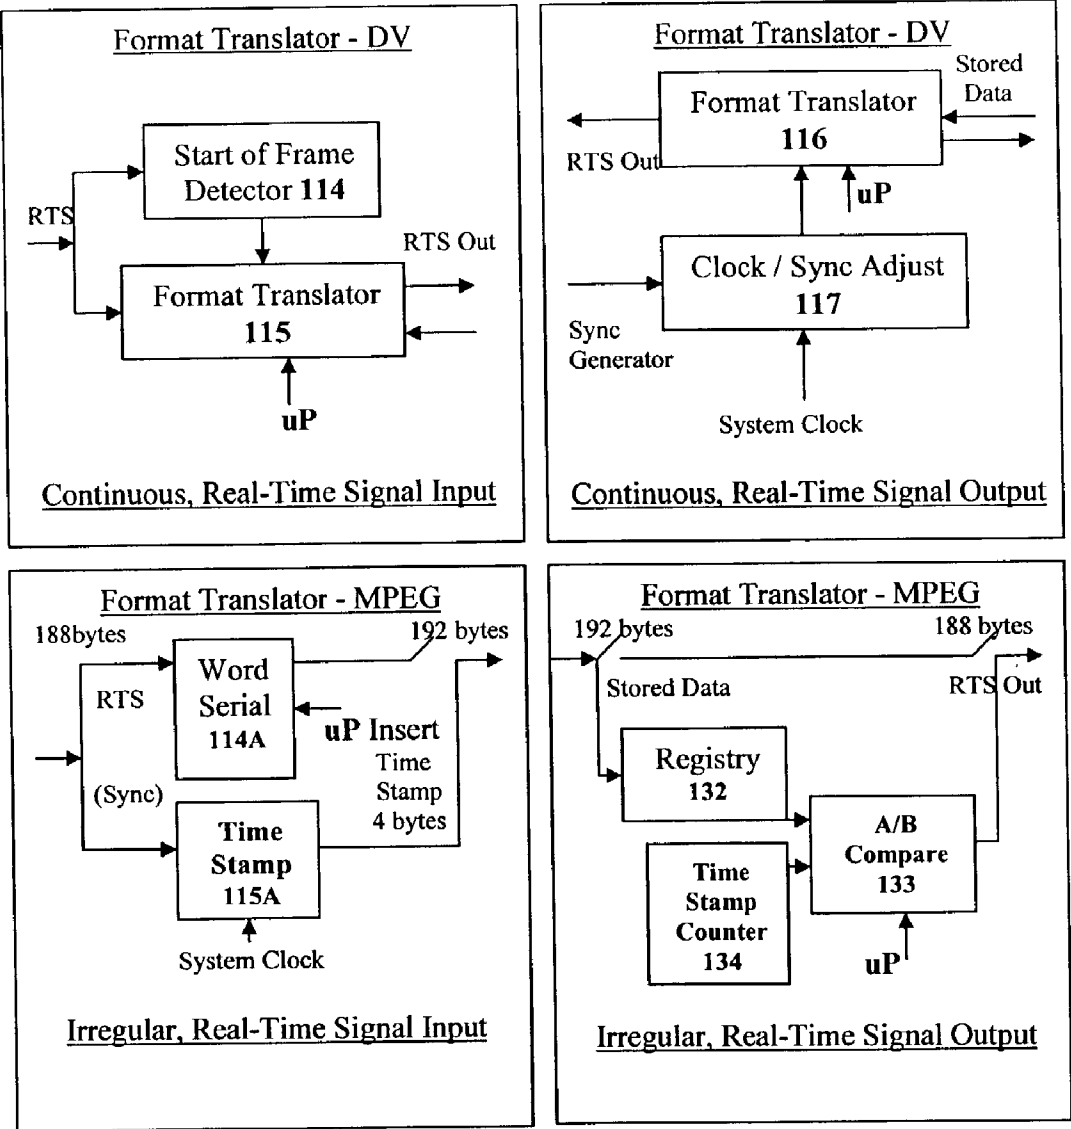 Format Translator - DV
Start of Frame
Detector 114
RTS
RTS Out
Format Translator
115
uP
Continuous, Real-Time Signal Input
Format Translator - DV
Stored
Data
Format Translator
116
RTS Out
uP
Clock / Sync Adjust
117
Sync
Generator
System Clock
Continuous, Real-Time Signal Output
Format Translator - MPEG
188bytes
192 bytes
Word
Serial
114A
RTS
uP Insert
Time
Stamp
4 bytes
(Sync)
Time
Stamp
115A
System Clock
Irregular, Real-Time Signal Input
Format Translator - MPEG
192 bytes
188 bytes
Stored Data
RTS Out
Registry
132
A/B
Compare
133
Time
Stamp
Counter
134
uP
Irregular, Real-Time Signal Output